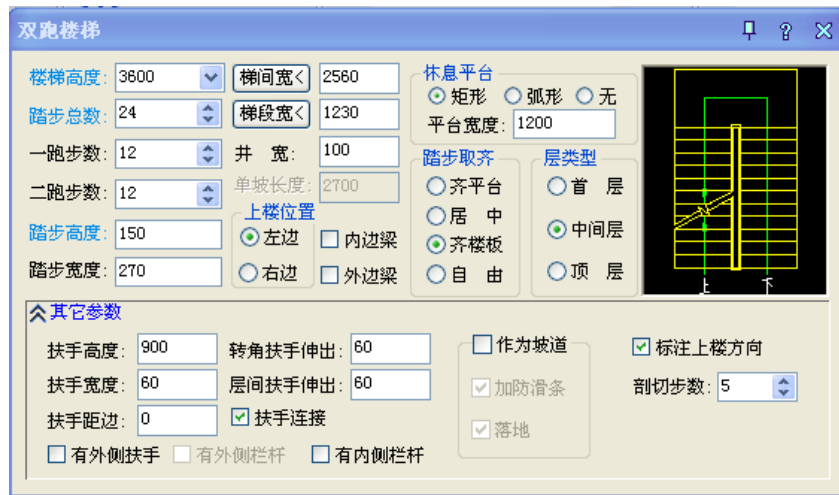 双跑楼梯
楼梯高度: 3600 梯间宽< 2560
踏步总数: 24 梯段宽< 1230
一跑步数: 12 井 宽: 100
二跑步数: 12 单坡长度: 2700
踏步高度: 150
踏步宽度: 270
上楼位置
左边 内边梁
右边 外边梁
休息平台
矩形 弧形 无
平台宽度: 1200
踏步取齐
齐平台
居 中
齐楼板
自 由
层类型
首 层
中间层
顶 层
上 下
其它参数
扶手高度: 900 转角扶手伸出: 60
扶手宽度: 60 层间扶手伸出: 60
扶手距边: 0 扶手连接
有外侧扶手 有外侧栏杆 有内侧栏杆
作为坡道
加防滑条
落地
标注上楼方向
剖切步数: 5